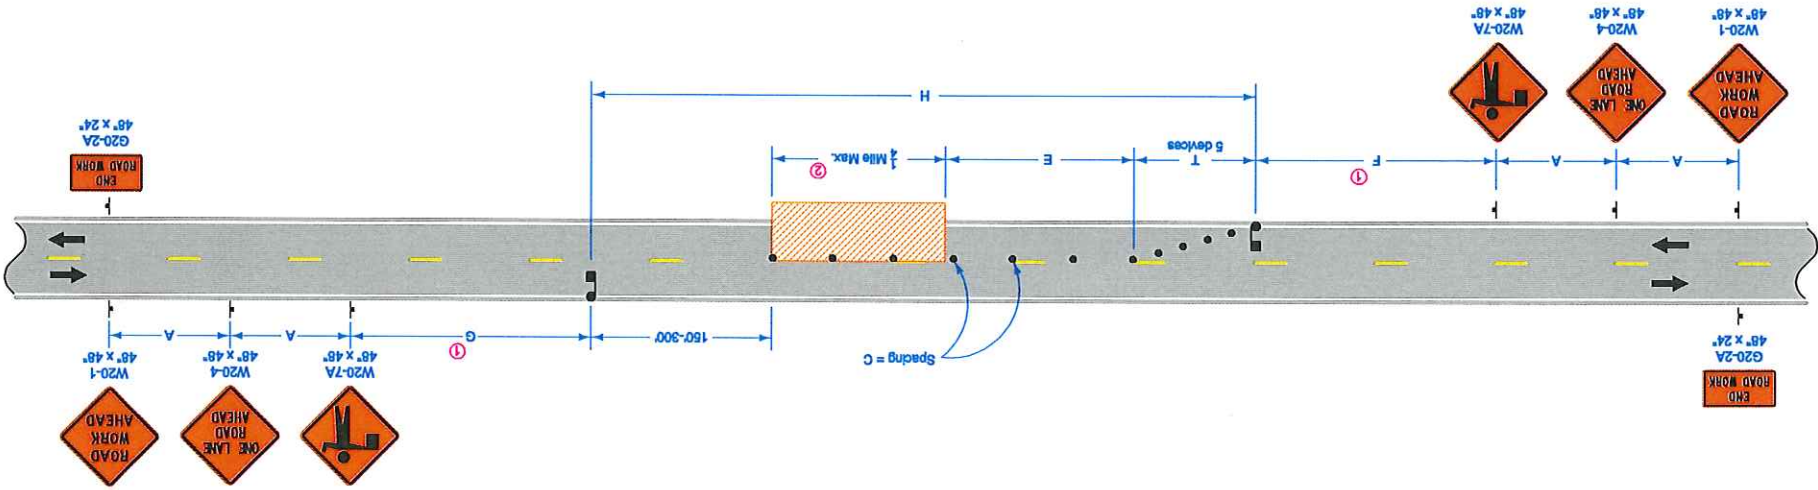 ROAD
WORK
AHEAD
W20-1
48" x 48"
ONE LANE
ROAD
AHEAD
W20-4
48" x 48"
W20-7A
48" x 48"
END
ROAD WORK
G20-2A
48" x 24"
Spacing = C
150'-300'
①
G
A
A
①
F
A
A
T
5 devices
E
1/4 Mile Max.
②
H
END
ROAD WORK
G20-2A
48" x 24"
W20-7A
48" x 48"
ONE LANE
ROAD
AHEAD
W20-4
48" x 48"
ROAD
WORK
AHEAD
W20-1
48" x 48"